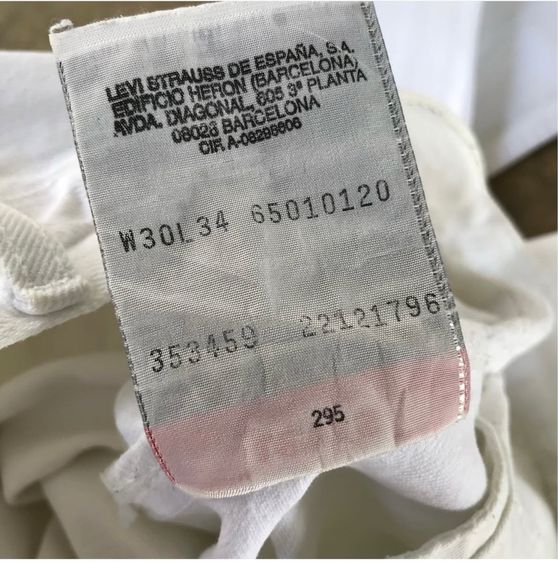 LEVI STRAUSS DE ESPAÑA, S.A.
EDIFICIO HERON (BARCELONA)
AVDA. DIAGONAL, 605 3ª PLANTA
08028 BARCELONA
CIF. A-08296606
W30L34 65010120
353459 22121796
295